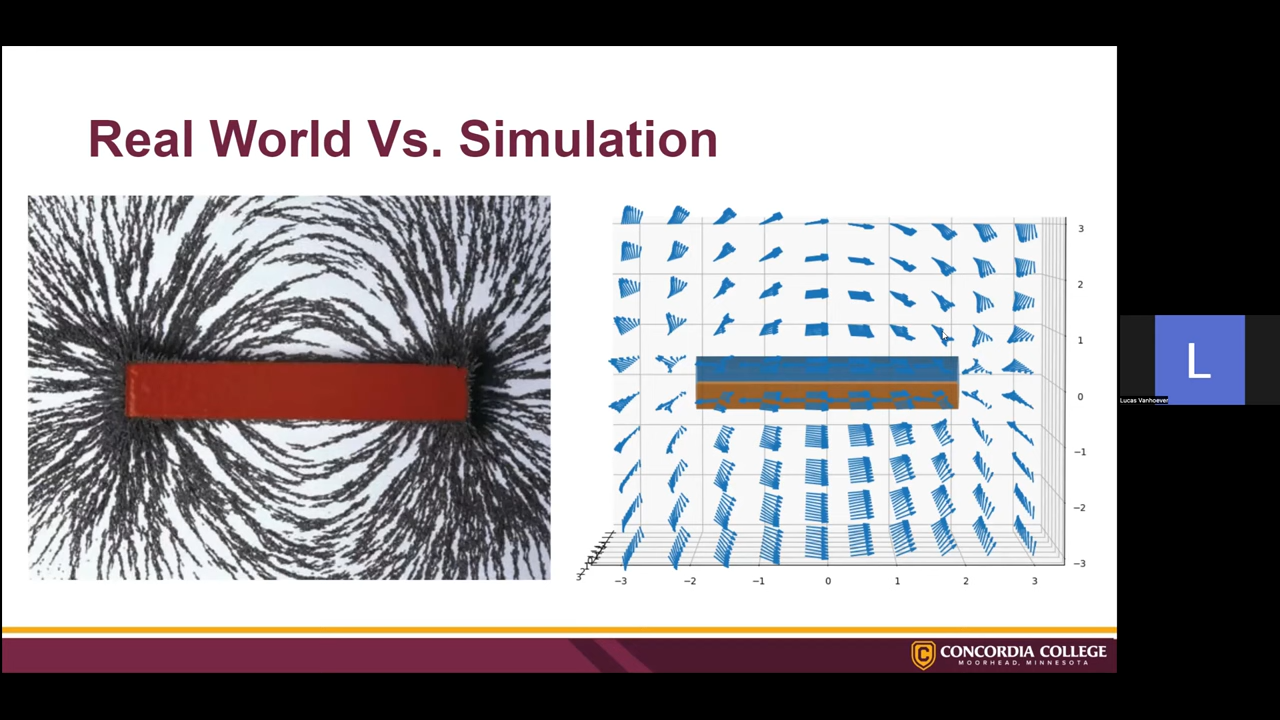 Real World Vs. Simulation
3
2
1
0
−1
−2
−3
−3 −2 −1 0 1 2 3
L
Lucas Vanhoever
CONCORDIA COLLEGE
MOORHEAD, MINNESOTA